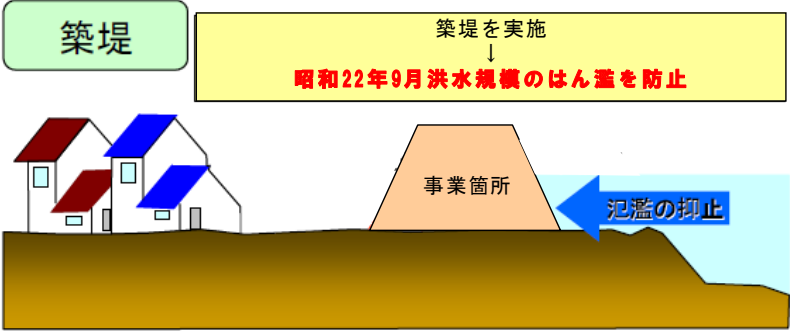 築堤
築堤を実施
↓
昭和22年9月洪水規模のはん濫を防止
事業箇所
氾濫の抑止